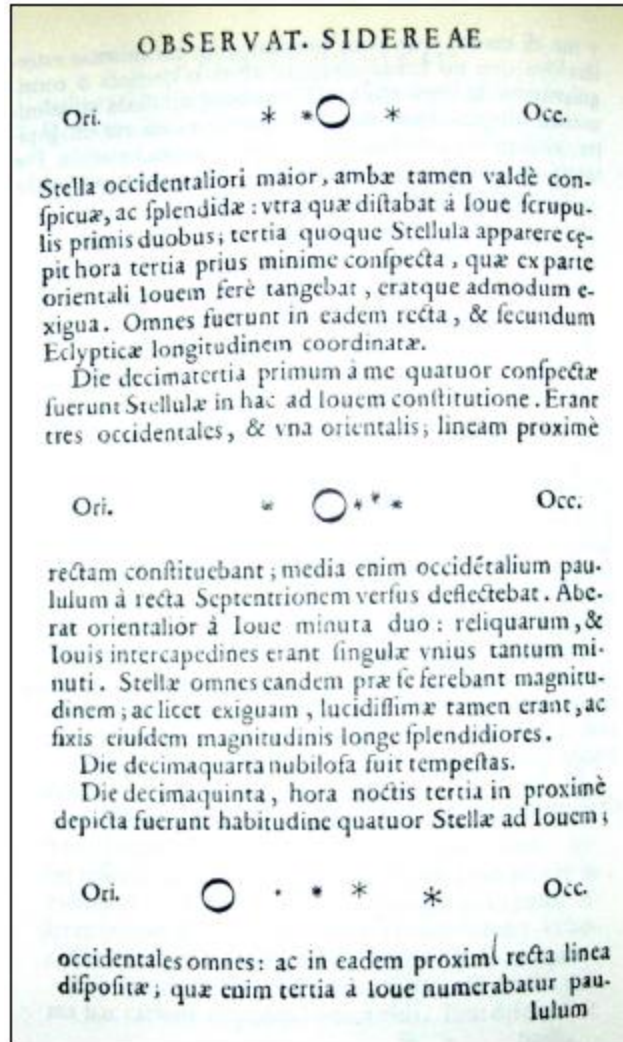 OBSERVAT. SIDEREAE
Ori. * *O * Occ.
Stella occidentaliori maior, ambæ tamen valdè con-
ſpicuæ, ac ſplendidæ: vtra quæ diſtabat à Ioue ſcrupu-
lis primis duobus; tertia quoque Stellula apparere cę-
pit hora tertia prius minime conſpecta, quæ ex parte
orientali Iouem ferè tangebat, eratque admodum e-
xigua. Omnes fuerunt in eadem recta, & ſecundum
Eclypticæ longitudinem coordinatæ.
Die decimatertia primum à me quatuor conſpectæ
fuerunt Stellulæ in hac ad Iouem conſtitutione. Erant
tres occidentales, & vna orientalis; lineam proximè
Ori. * O * * * Occ.
rectam conſtituebant; media enim occidétalium pau-
lulum à recta Septentrionem verſus deflectebat. Abe-
rat orientalior à Ioue minuta duo: reliquarum, &
Iouis intercapedines erant ſingulæ vnius tantum mi-
nuti. Stellæ omnes eandem præ ſe ferebant magnitu-
dinem; ac licet exiguam, lucidiſſimæ tamen erant, ac
fixis eiuſdem magnitudinis longe ſplendidiores.
Die decimaquarta nubiloſa fuit tempeſtas.
Die decimaquinta, hora noctis tertia in proximè
depicta fuerunt habitudine quatuor Stellæ ad Iouem;
Ori. O * * * * Occ.
occidentales omnes: ac in eadem proximè recta linea
diſpoſitæ; quæ enim tertia à Ioue numerabatur pau-
lulum